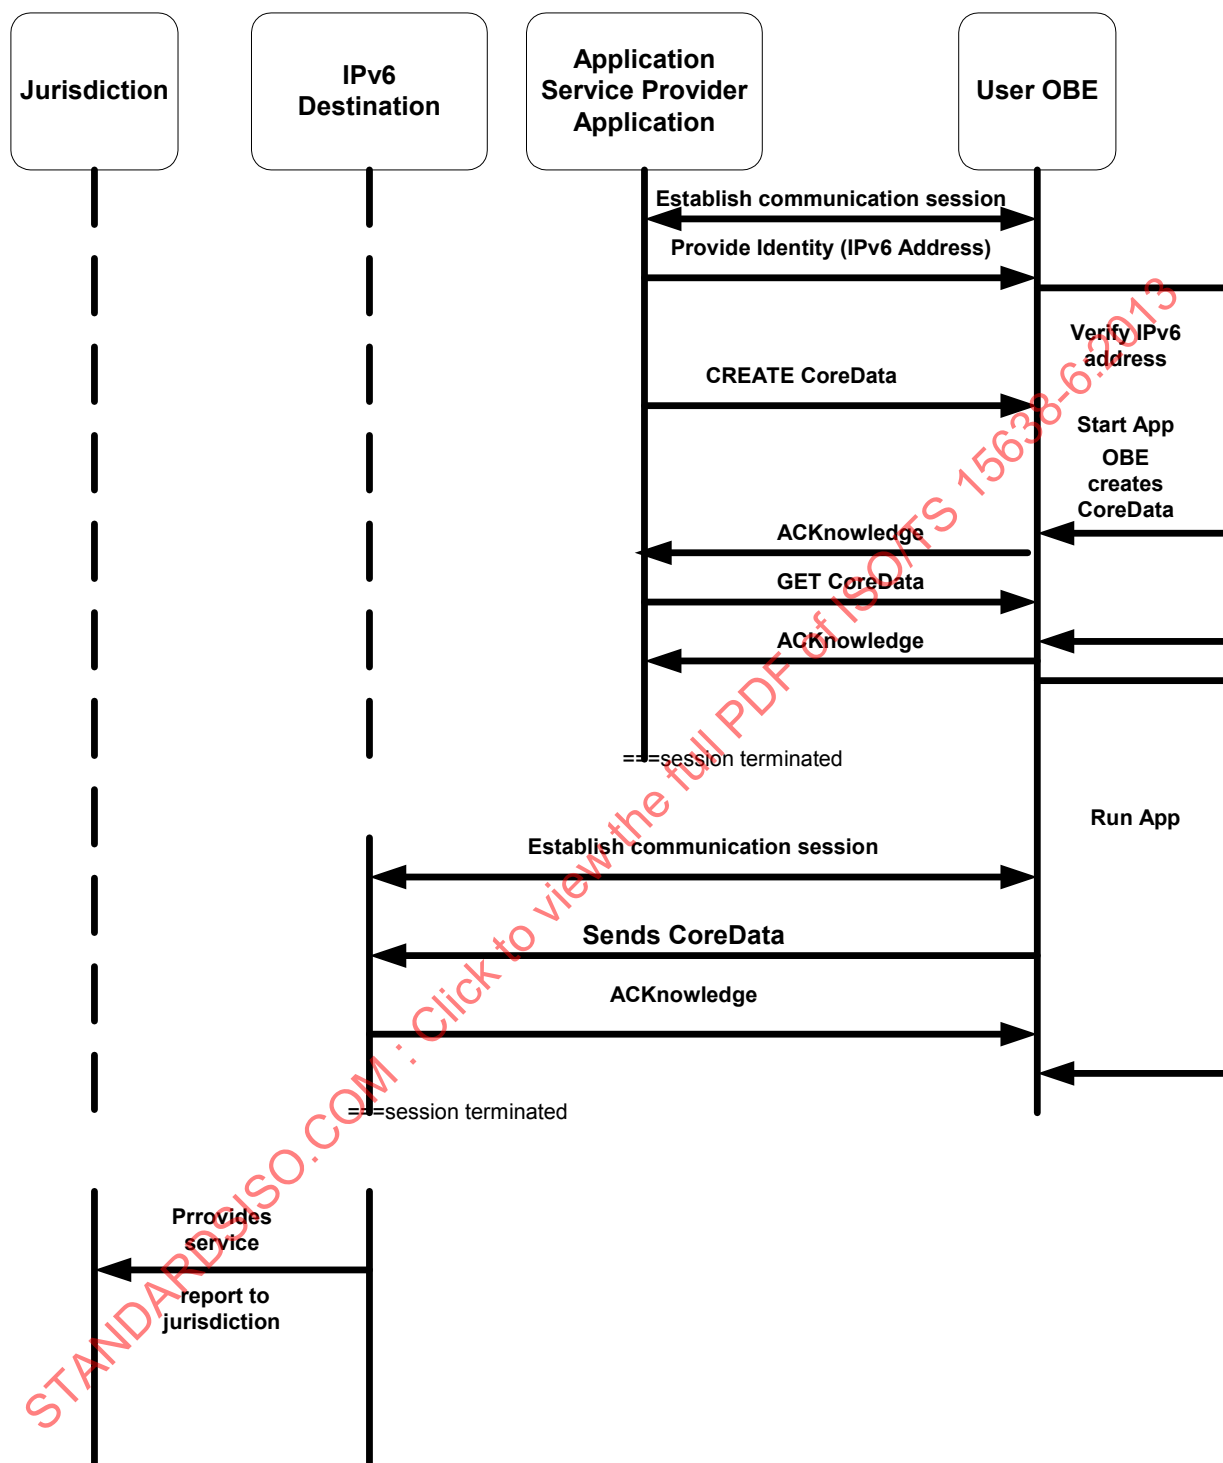 Jurisdiction
IPv6
Destination
Application
Service Provider
Application
User OBE
Establish communication session
Provide Identity (IPv6 Address)
Verify IPv6
address
CREATE CoreData
Start App
OBE
creates
CoreData
ACKnowledge
GET CoreData
ACKnowledge
===session terminated
Run App
Establish communication session
Sends CoreData
ACKnowledge
===session terminated
Prrovides
service
report to
jurisdiction
STANDARDSISO.COM : Click to view the full PDF of ISO/TS 15638-6:2013